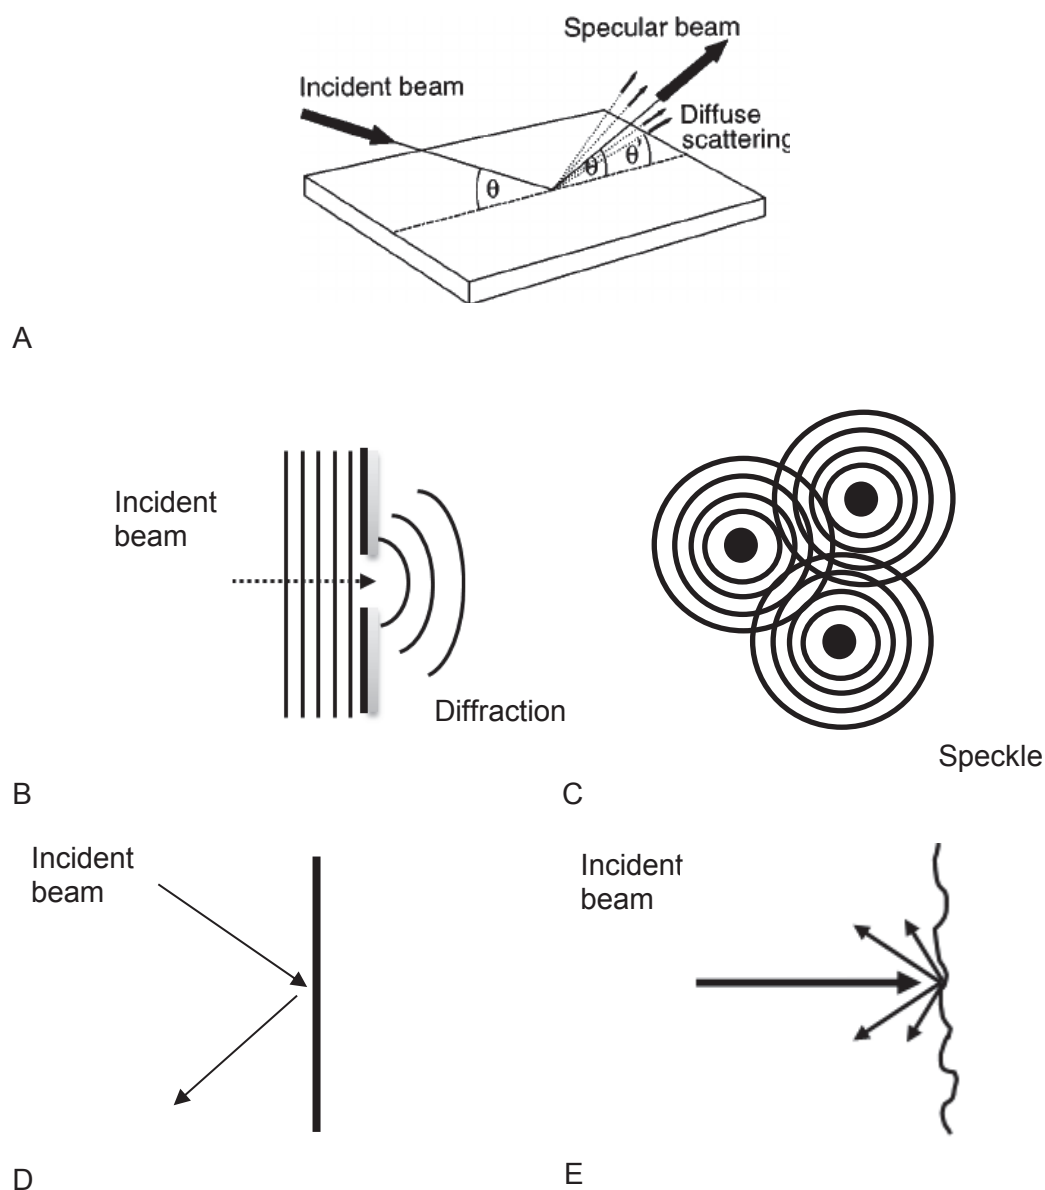 Specular beam
Incident beam
Diffuse
scattering
θ
θ
θ'
A
Incident
beam
Diffraction
Speckle
B
C
Incident
beam
Incident
beam
D
E